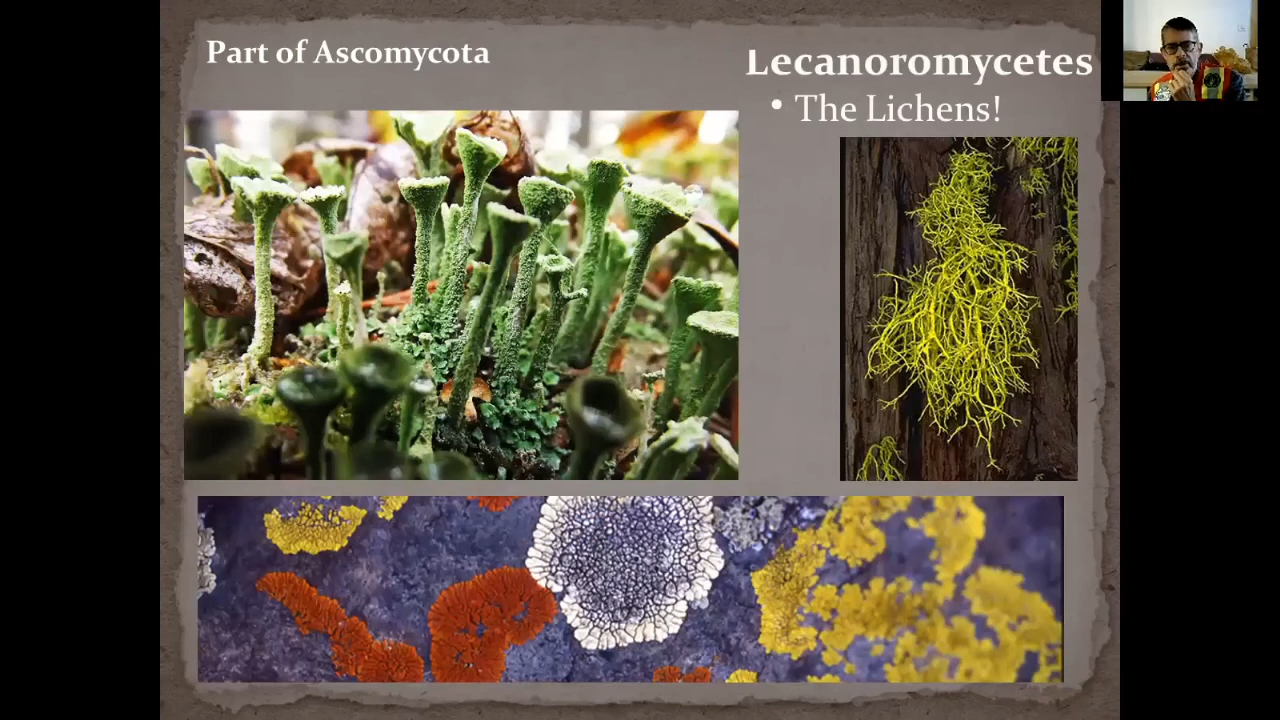 Part of Ascomycota
Lecanoromycetes
• The Lichens!